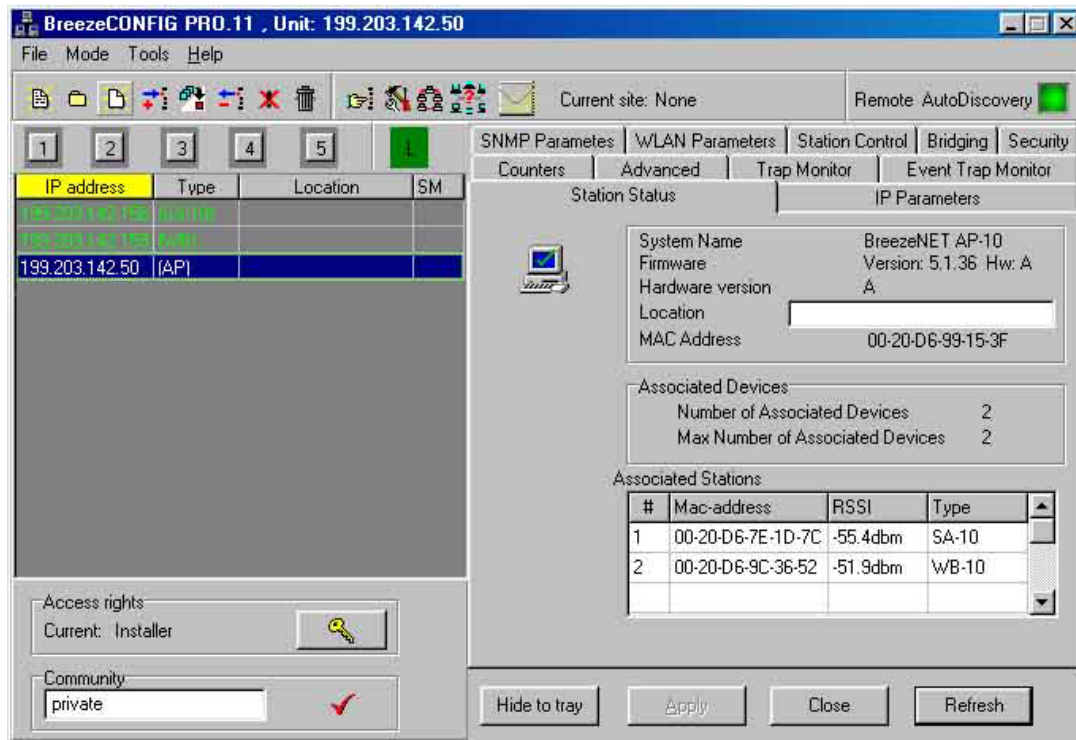 BreezeCONFIG PRO.11 , Unit: 199.203.142.50
File Mode Tools Help
Current site: None
Remote AutoDiscovery
1 2 3 4 5
SNMP Parametes WLAN Parameters Station Control Bridging Security
Counters Advanced Trap Monitor Event Trap Monitor
Station Status IP Parameters
IP address Type Location SM
199.203.142.50 (AP)
System Name BreezeNET AP-10
Firmware Version: 5.1.36 Hw: A
Hardware version A
Location
MAC Address 00-20-D6-99-15-3F
Associated Devices
Number of Associated Devices 2
Max Number of Associated Devices 2
Associated Stations
# Mac-address RSSI Type
1 00-20-D6-7E-1D-7C -55.4dbm SA-10
2 00-20-D6-9C-36-52 -51.9dbm WB-10
Access rights
Current: Installer
Community
private
Hide to tray Apply Close Refresh